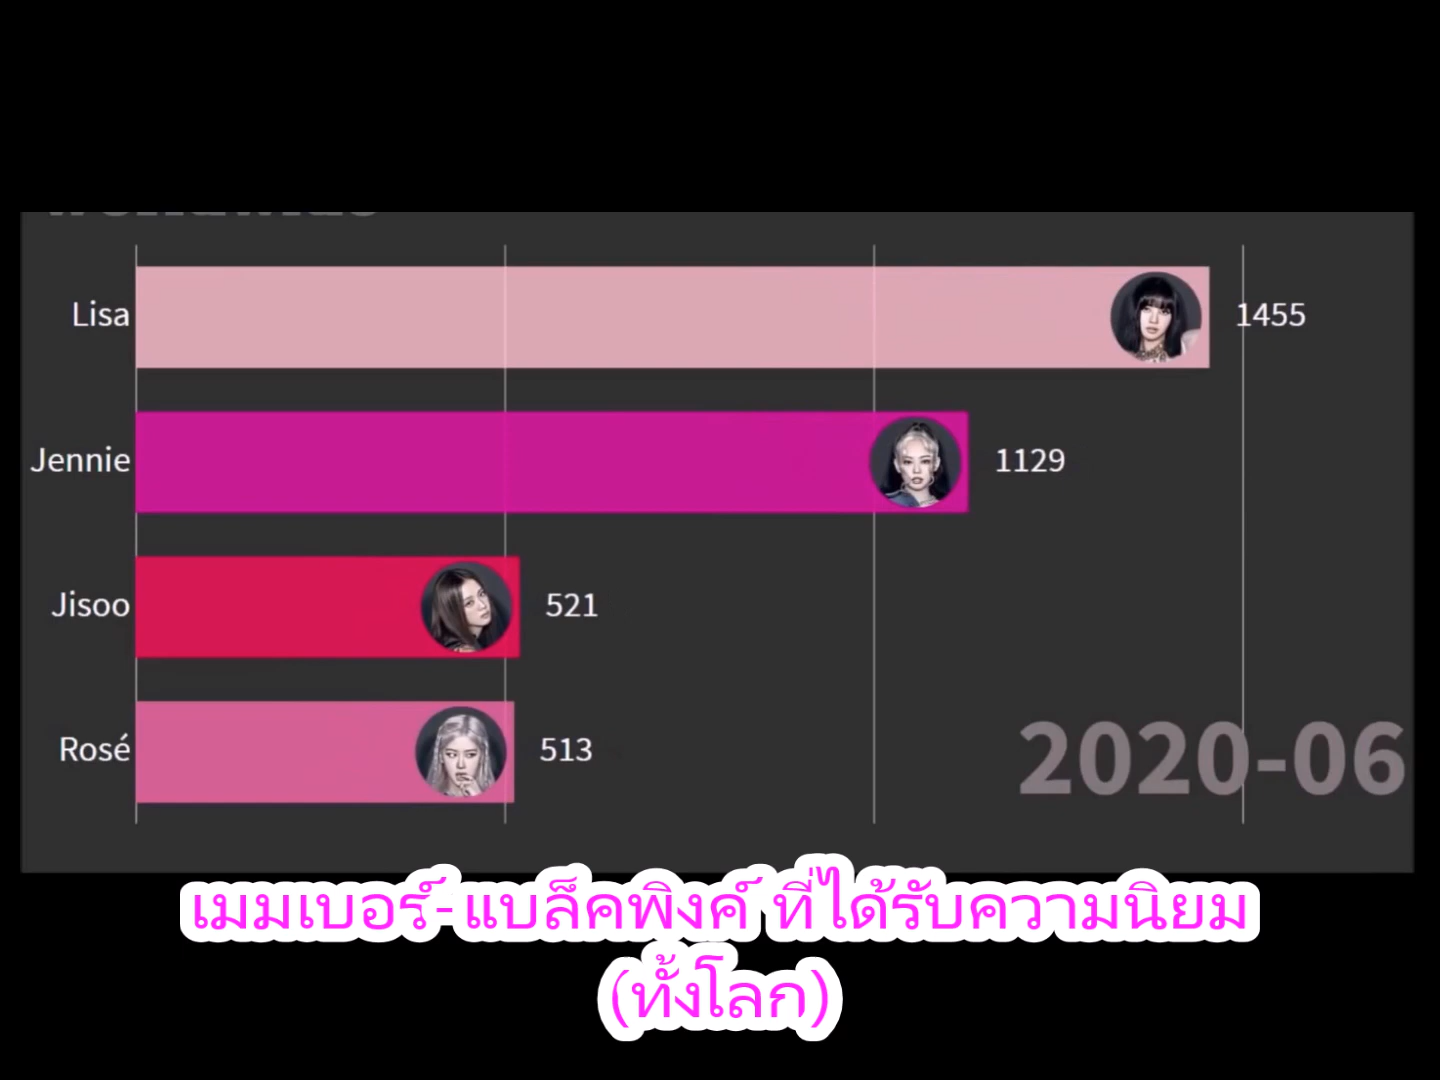 Lisa 1455
Jennie 1129
Jisoo 521
Rosé 513
2020-06
เมมเบอร์-แบล็คพิงค์ ที่ได้รับความนิยม
(ทั้งโลก)